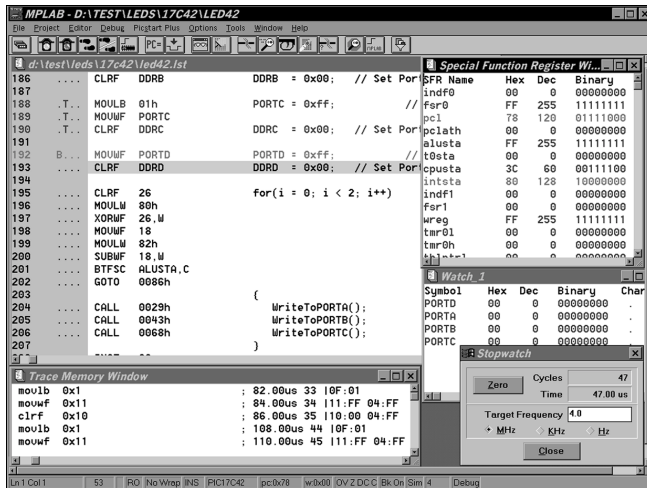 MPLAB - D:\TEST\LEDS\17C42\LED42
File Project Editor Debug Picstart Plus Options Tools Window Help
d:\test\leds\17c42\led42.lst
186 .... CLRF DDRB DDRB = 0x00; // Set Por
187
188 .T.. MOVLB 01h PORTC = 0xff; //
189 .T.. MOVWF PORTC
190 .T.. CLRF DDRC DDRC = 0x00; // Set Por
191
192 B... MOVWF PORTD PORTD = 0xff; //
193 .... CLRF DDRD DDRD = 0x00; // Set Por
194
195 .... CLRF 26 for(i = 0; i < 2; i++)
196 .... MOVLW 80h
197 .... XORWF 26,W
198 .... MOVWF 18
199 .... MOVLW 82h
200 .... SUBWF 18,W
201 .... BTFSC ALUSTA,C
202 .... GOTO 0086h
203 {
204 .... CALL 0029h WriteToPORTA();
205 .... CALL 0043h WriteToPORTB();
206 .... CALL 0068h WriteToPORTC();
207 }
Special Function Register Wi...
SFR Name Hex Dec Binary
indf0 00 0 00000000
fsr0 FF 255 11111111
pcl 78 120 01111000
pclath 00 0 00000000
alusta FF 255 11111111
t0sta 00 0 00000000
cpusta 3C 60 00111100
intsta 80 128 10000000
indf1 00 0 00000000
fsr1 00 0 00000000
wreg FF 255 11111111
tmr0l 00 0 00000000
tmr0h 00 0 00000000
tblptrl 00 0 00000000
Watch_1
Symbol Hex Dec Binary Char
PORTD 00 0 00000000 .
PORTA 00 0 00000000 .
PORTB 00 0 00000000 .
PORTC 00 0 00000000 .
Trace Memory Window
movlb 0x1 ; 82.00us 33 |0F:01
movwf 0x11 ; 84.00us 34 |11:FF 04:FF
clrf 0x10 ; 86.00us 35 |10:00 04:FF
movlb 0x1 ; 108.00us 44 |0F:01
movwf 0x11 ; 110.00us 45 |11:FF 04:FF
Stopwatch
Zero Cycles 47
Time 47.00 us
Target Frequency 4.0
MHz KHz Hz
Close
Ln 1 Col 1 53 RO No Wrap INS PIC17C42 pc:0x78 w:0x00 OV Z DC C Bk On Sim 4 Debug